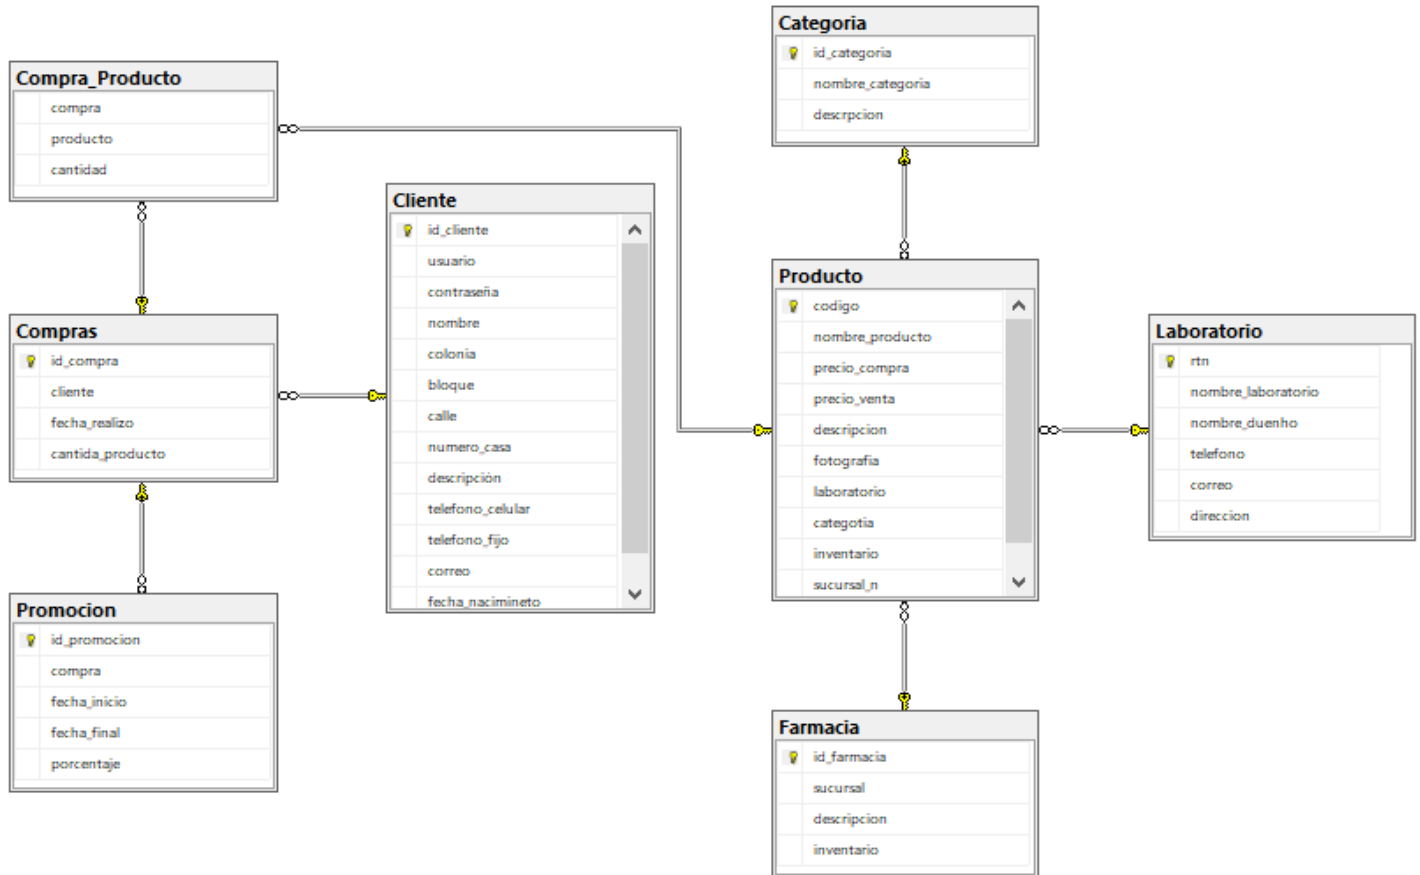 Compra_Producto
compra
producto
cantidad
Compras
id_compra
cliente
fecha_realizo
cantida_producto
Promocion
id_promocion
compra
fecha_inicio
fecha_final
porcentaje
Cliente
id_cliente
usuario
contraseña
nombre
colonia
bloque
calle
numero_casa
descripción
telefono_celular
telefono_fijo
correo
fecha_nacimineto
Categoria
id_categoria
nombre_categoria
descrpcion
Producto
codigo
nombre_producto
precio_compra
precio_venta
descripcion
fotografia
laboratorio
categotia
inventario
sucursal_n
Farmacia
id_farmacia
sucursal
descripcion
inventario
Laboratorio
rtn
nombre_laboratorio
nombre_duenho
telefono
correo
direccion